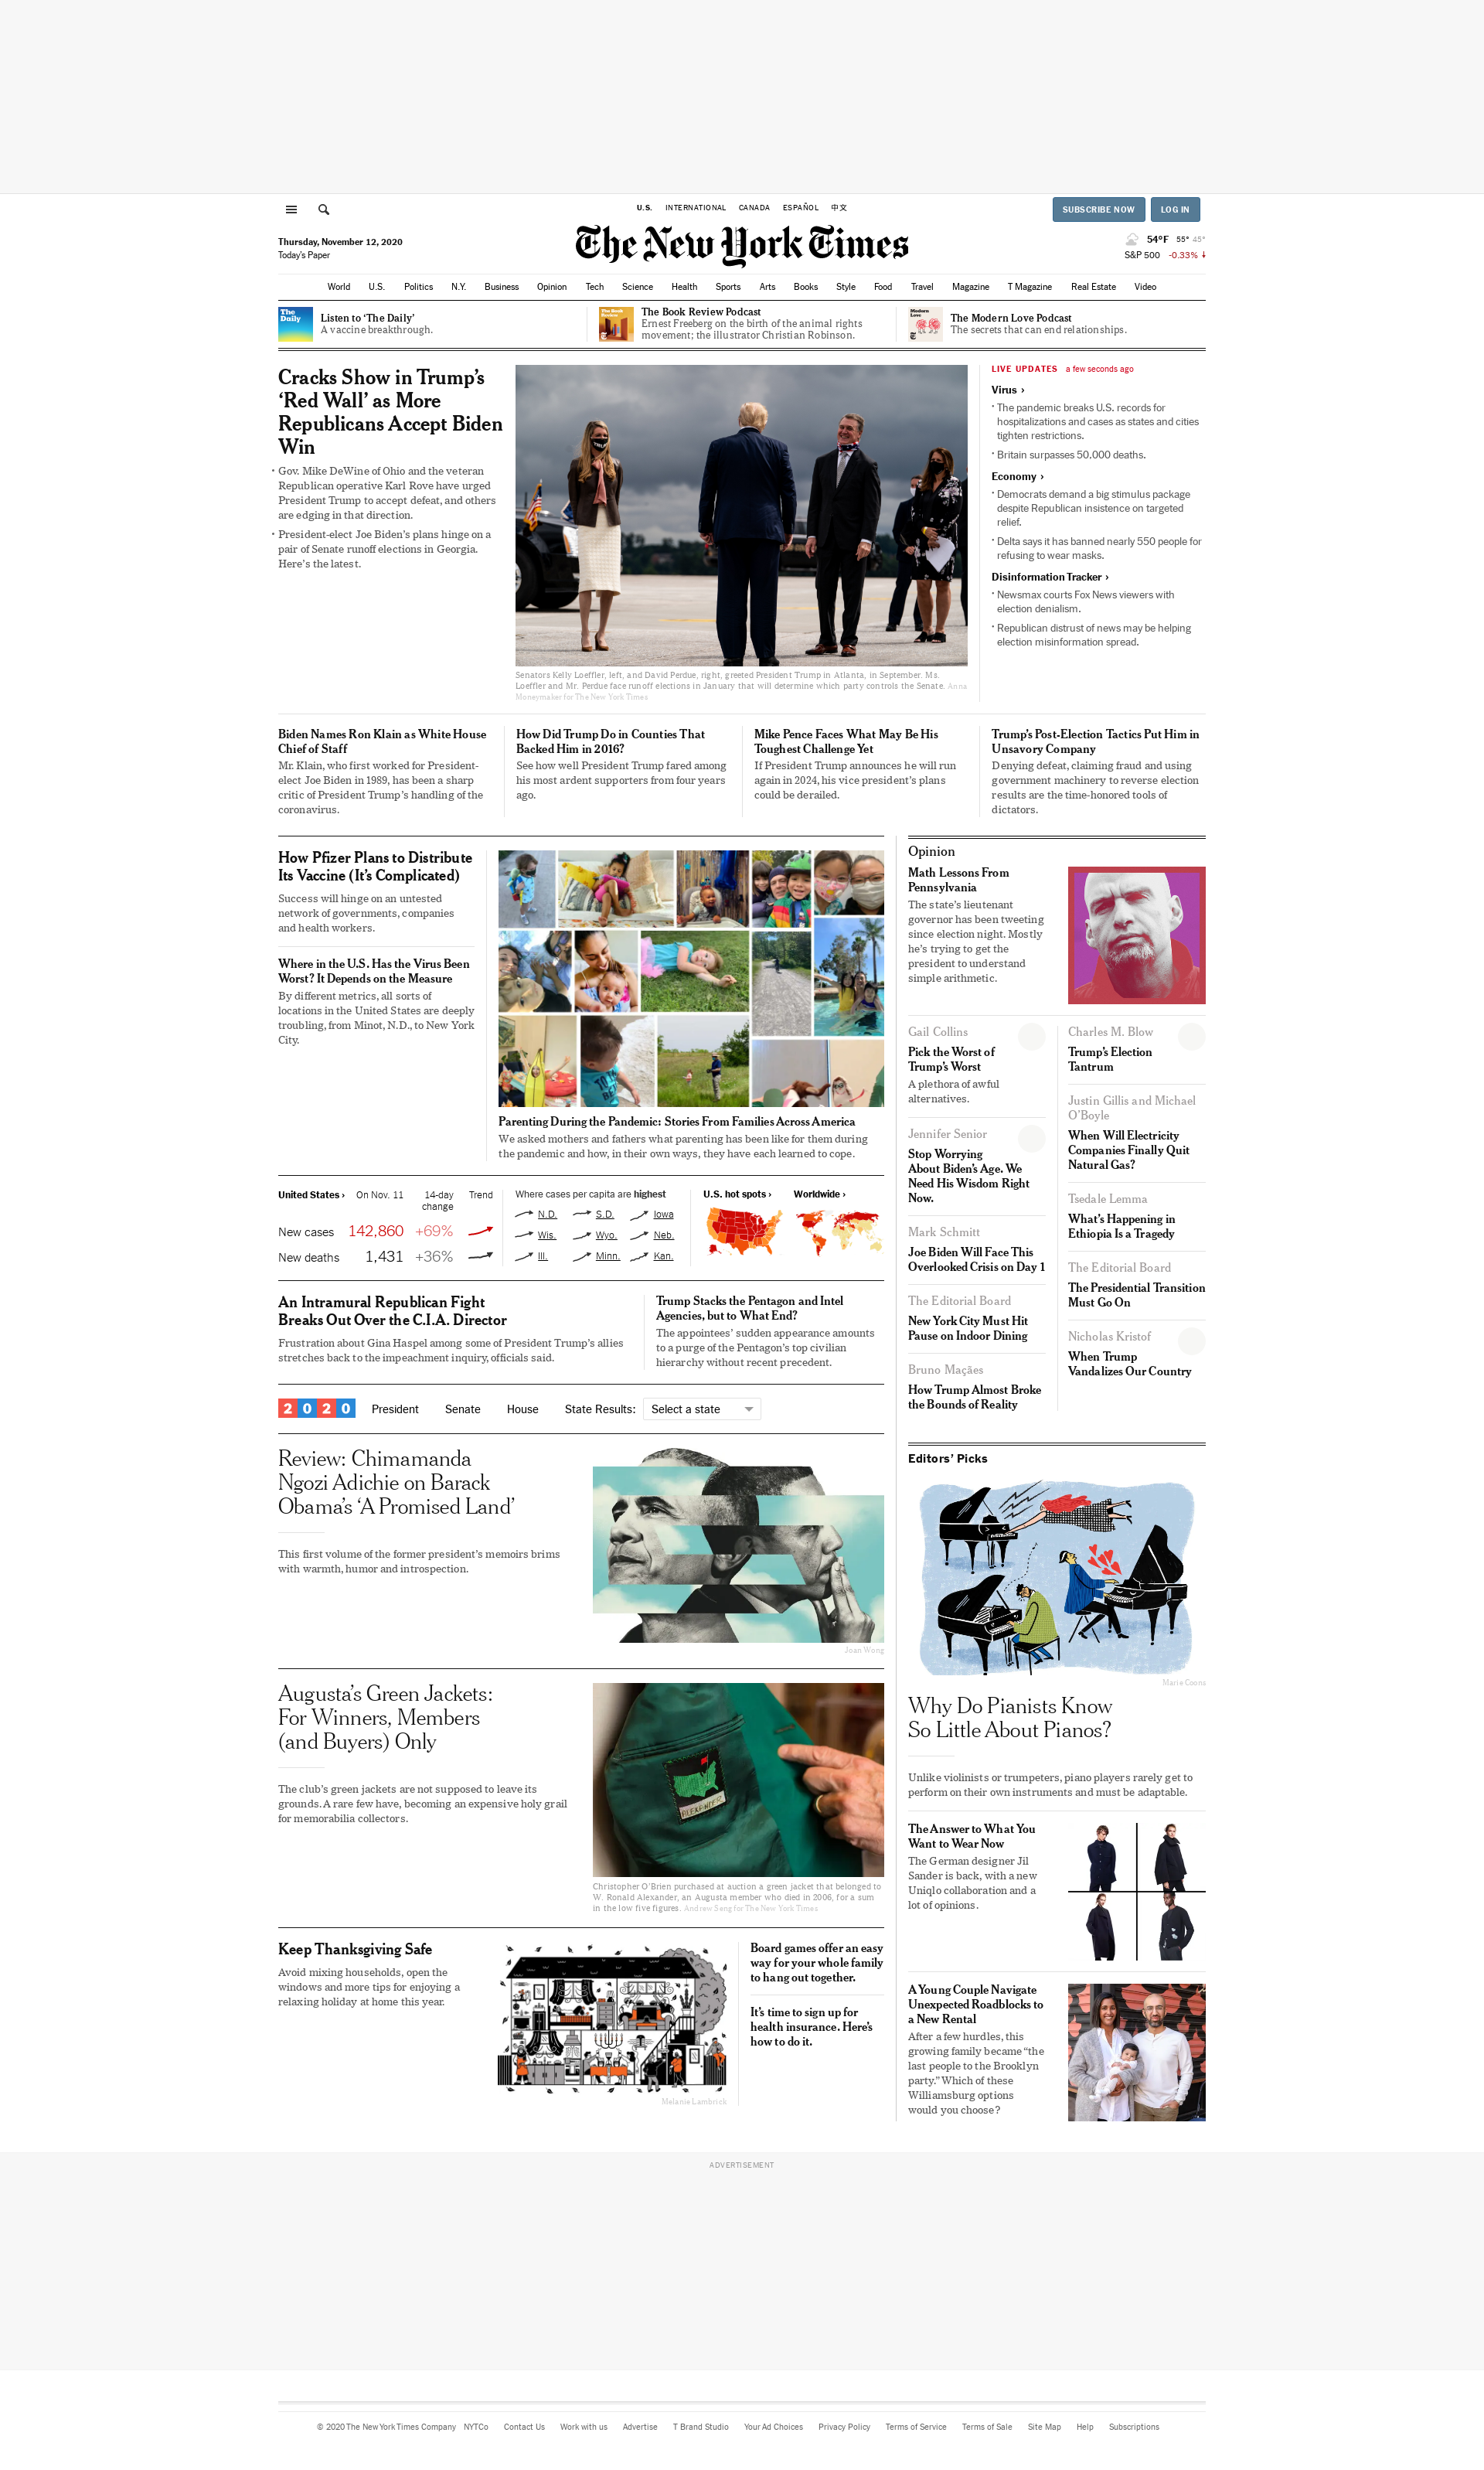 U.S. INTERNATIONAL CANADA ESPAÑOL 中文
SUBSCRIBE NOW LOG IN
Thursday, November 12, 2020
Today's Paper
The New York Times
54°F 55° 45°
S&P 500 -0.33%
World U.S. Politics N.Y. Business Opinion Tech Science Health Sports Arts Books Style Food Travel Magazine T Magazine Real Estate Video
The
Daily
Listen to ‘The Daily’
A vaccine breakthrough.
The Book
Review
The Book Review Podcast
Ernest Freeberg on the birth of the animal rights
movement; the illustrator Christian Robinson.
Modern
Love
The Modern Love Podcast
The secrets that can end relationships.
Cracks Show in Trump’s
‘Red Wall’ as More
Republicans Accept Biden
Win
• Gov. Mike DeWine of Ohio and the veteran
Republican operative Karl Rove have urged
President Trump to accept defeat, and others
are edging in that direction.
• President-elect Joe Biden’s plans hinge on a
pair of Senate runoff elections in Georgia.
Here’s the latest.
Senators Kelly Loeffler, left, and David Perdue, right, greeted President Trump in Atlanta, in September. Ms.
Loeffler and Mr. Perdue face runoff elections in January that will determine which party controls the Senate. Anna
Moneymaker for The New York Times
LIVE UPDATES a few seconds ago
Virus ›
• The pandemic breaks U.S. records for
hospitalizations and cases as states and cities
tighten restrictions.
• Britain surpasses 50,000 deaths.
Economy ›
• Democrats demand a big stimulus package
despite Republican insistence on targeted
relief.
• Delta says it has banned nearly 550 people for
refusing to wear masks.
Disinformation Tracker ›
• Newsmax courts Fox News viewers with
election denialism.
• Republican distrust of news may be helping
election misinformation spread.
Biden Names Ron Klain as White House
Chief of Staff
Mr. Klain, who first worked for President-
elect Joe Biden in 1989, has been a sharp
critic of President Trump’s handling of the
coronavirus.
How Did Trump Do in Counties That
Backed Him in 2016?
See how well President Trump fared among
his most ardent supporters from four years
ago.
Mike Pence Faces What May Be His
Toughest Challenge Yet
If President Trump announces he will run
again in 2024, his vice president’s plans
could be derailed.
Trump’s Post-Election Tactics Put Him in
Unsavory Company
Denying defeat, claiming fraud and using
government machinery to reverse election
results are the time-honored tools of
dictators.
How Pfizer Plans to Distribute
Its Vaccine (It’s Complicated)
Success will hinge on an untested
network of governments, companies
and health workers.
Where in the U.S. Has the Virus Been
Worst? It Depends on the Measure
By different metrics, all sorts of
locations in the United States are deeply
troubling, from Minot, N.D., to New York
City.
Parenting During the Pandemic: Stories From Families Across America
We asked mothers and fathers what parenting has been like for them during
the pandemic and how, in their own ways, they have each learned to cope.
United States › On Nov. 11 14-day
change Trend
New cases 142,860 +69%
New deaths 1,431 +36%
Where cases per capita are highest
N.D. S.D. Iowa
Wis. Wyo. Neb.
Ill. Minn. Kan.
U.S. hot spots › Worldwide ›
An Intramural Republican Fight
Breaks Out Over the C.I.A. Director
Frustration about Gina Haspel among some of President Trump’s allies
stretches back to the impeachment inquiry, officials said.
Trump Stacks the Pentagon and Intel
Agencies, but to What End?
The appointees’ sudden appearance amounts
to a purge of the Pentagon’s top civilian
hierarchy without recent precedent.
2020 President Senate House State Results: Select a state
Review: Chimamanda
Ngozi Adichie on Barack
Obama’s ‘A Promised Land’
This first volume of the former president’s memoirs brims
with warmth, humor and introspection.
Joan Wong
Augusta’s Green Jackets:
For Winners, Members
(and Buyers) Only
The club’s green jackets are not supposed to leave its
grounds. A rare few have, becoming an expensive holy grail
for memorabilia collectors.
ALEXANDER
Christopher O’Brien purchased at auction a green jacket that belonged to
W. Ronald Alexander, an Augusta member who died in 2006, for a sum
in the low five figures. Andrew Seng for The New York Times
Keep Thanksgiving Safe
Avoid mixing households, open the
windows and more tips for enjoying a
relaxing holiday at home this year.
Melanie Lambrick
Board games offer an easy
way for your whole family
to hang out together.
It’s time to sign up for
health insurance. Here’s
how to do it.
Opinion
Math Lessons From
Pennsylvania
The state’s lieutenant
governor has been tweeting
since election night. Mostly
he’s trying to get the
president to understand
simple arithmetic.
Gail Collins
Pick the Worst of
Trump’s Worst
A plethora of awful
alternatives.
Jennifer Senior
Stop Worrying
About Biden’s Age. We
Need His Wisdom Right
Now.
Mark Schmitt
Joe Biden Will Face This
Overlooked Crisis on Day 1
The Editorial Board
New York City Must Hit
Pause on Indoor Dining
Bruno Maçães
How Trump Almost Broke
the Bounds of Reality
Charles M. Blow
Trump’s Election
Tantrum
Justin Gillis and Michael
O’Boyle
When Will Electricity
Companies Finally Quit
Natural Gas?
Tsedale Lemma
What’s Happening in
Ethiopia Is a Tragedy
The Editorial Board
The Presidential Transition
Must Go On
Nicholas Kristof
When Trump
Vandalizes Our Country
Editors’ Picks
Marie Coons
Why Do Pianists Know
So Little About Pianos?
Unlike violinists or trumpeters, piano players rarely get to
perform on their own instruments and must be adaptable.
The Answer to What You
Want to Wear Now
The German designer Jil
Sander is back, with a new
Uniqlo collaboration and a
lot of opinions.
A Young Couple Navigate
Unexpected Roadblocks to
a New Rental
After a few hurdles, this
growing family became “the
last people to the Brooklyn
party.” Which of these
Williamsburg options
would you choose?
ADVERTISEMENT
© 2020 The New York Times Company NYTCo Contact Us Work with us Advertise T Brand Studio Your Ad Choices Privacy Policy Terms of Service Terms of Sale Site Map Help Subscriptions